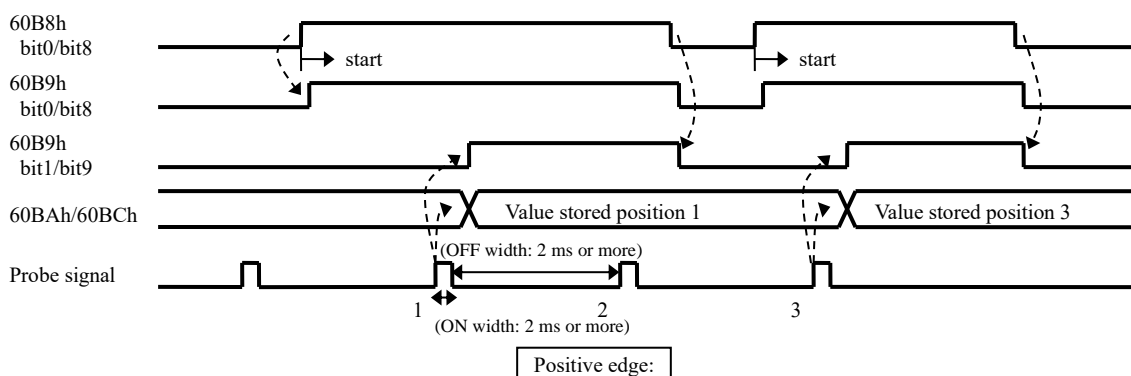 60B8h
bit0/bit8
start
start
60B9h
bit0/bit8
60B9h
bit1/bit9
60BAh/60BCh
Value stored position 1
Value stored position 3
(OFF width: 2 ms or more)
Probe signal
1
2
3
(ON width: 2 ms or more)
Positive edge: